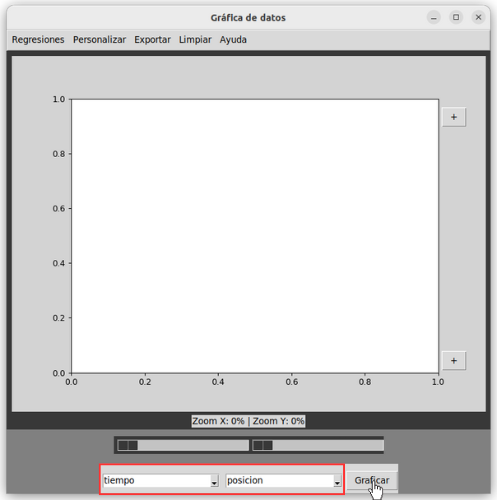 Gráfica de datos
Regresiones Personalizar Exportar Limpiar Ayuda
1.0
+
0.8
0.6
0.4
0.2
+
0.0
0.0 0.2 0.4 0.6 0.8 1.0
Zoom X: 0% | Zoom Y: 0%
tiempo posicion Graficar